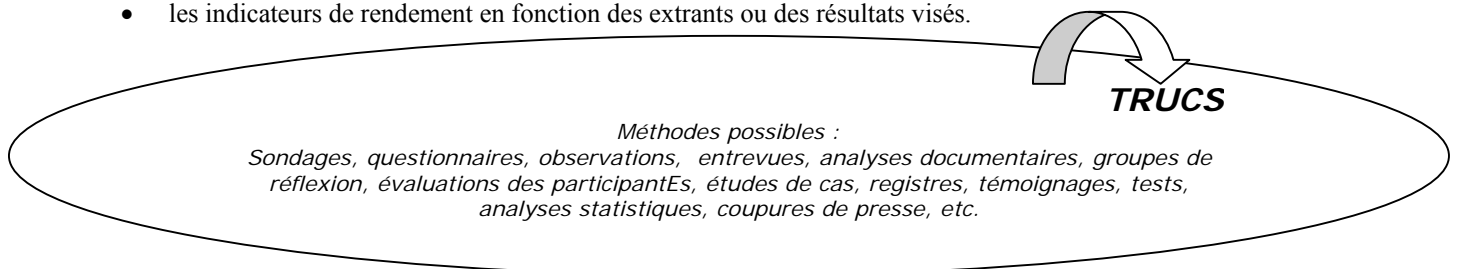 • les indicateurs de rendement en fonction des extrants ou des résultats visés.
TRUCS
Méthodes possibles :
Sondages, questionnaires, observations, entrevues, analyses documentaires, groupes de
réflexion, évaluations des participantEs, études de cas, registres, témoignages, tests,
analyses statistiques, coupures de presse, etc.